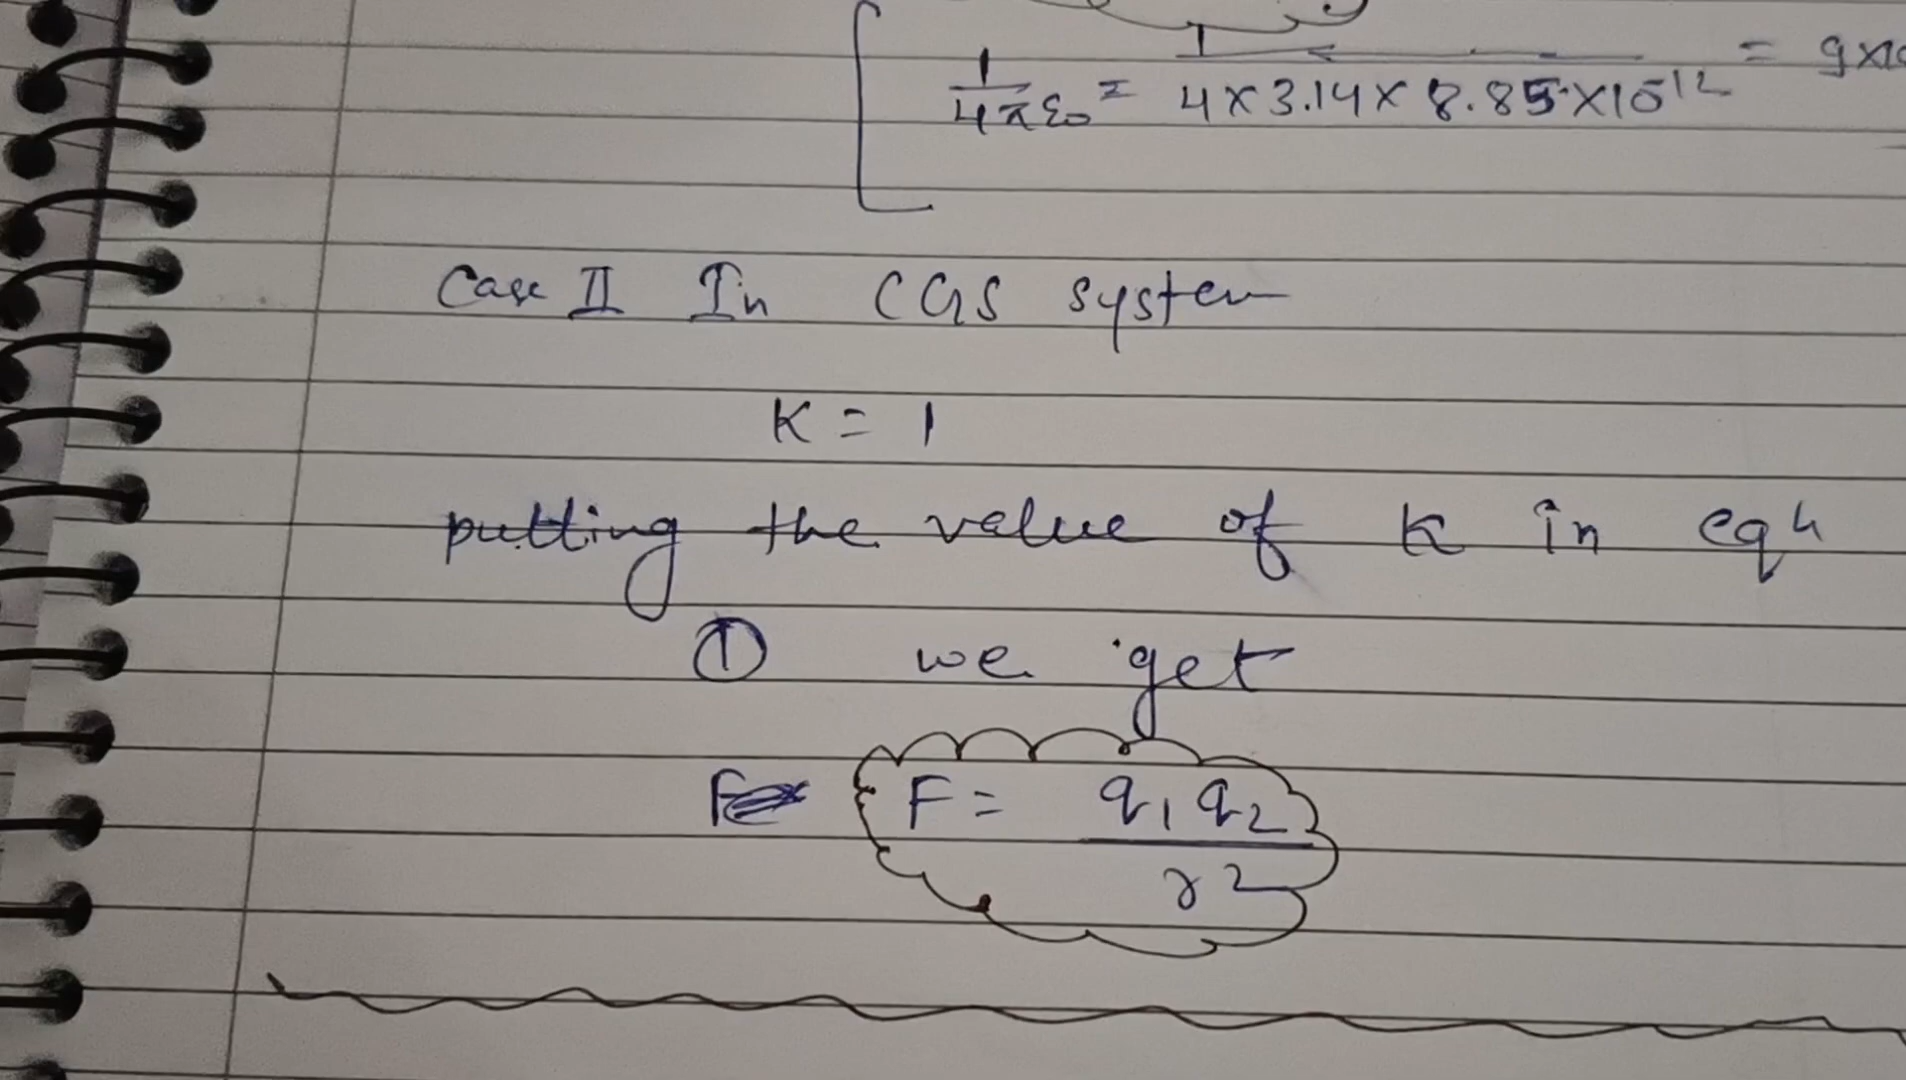 1/4πε₀ = 1/4×3.14×8.85×10¯¹² = 9×10
Case II In CGS system
K = 1
putting the value of K in eqn
① we get
F = q₁q₂/r²